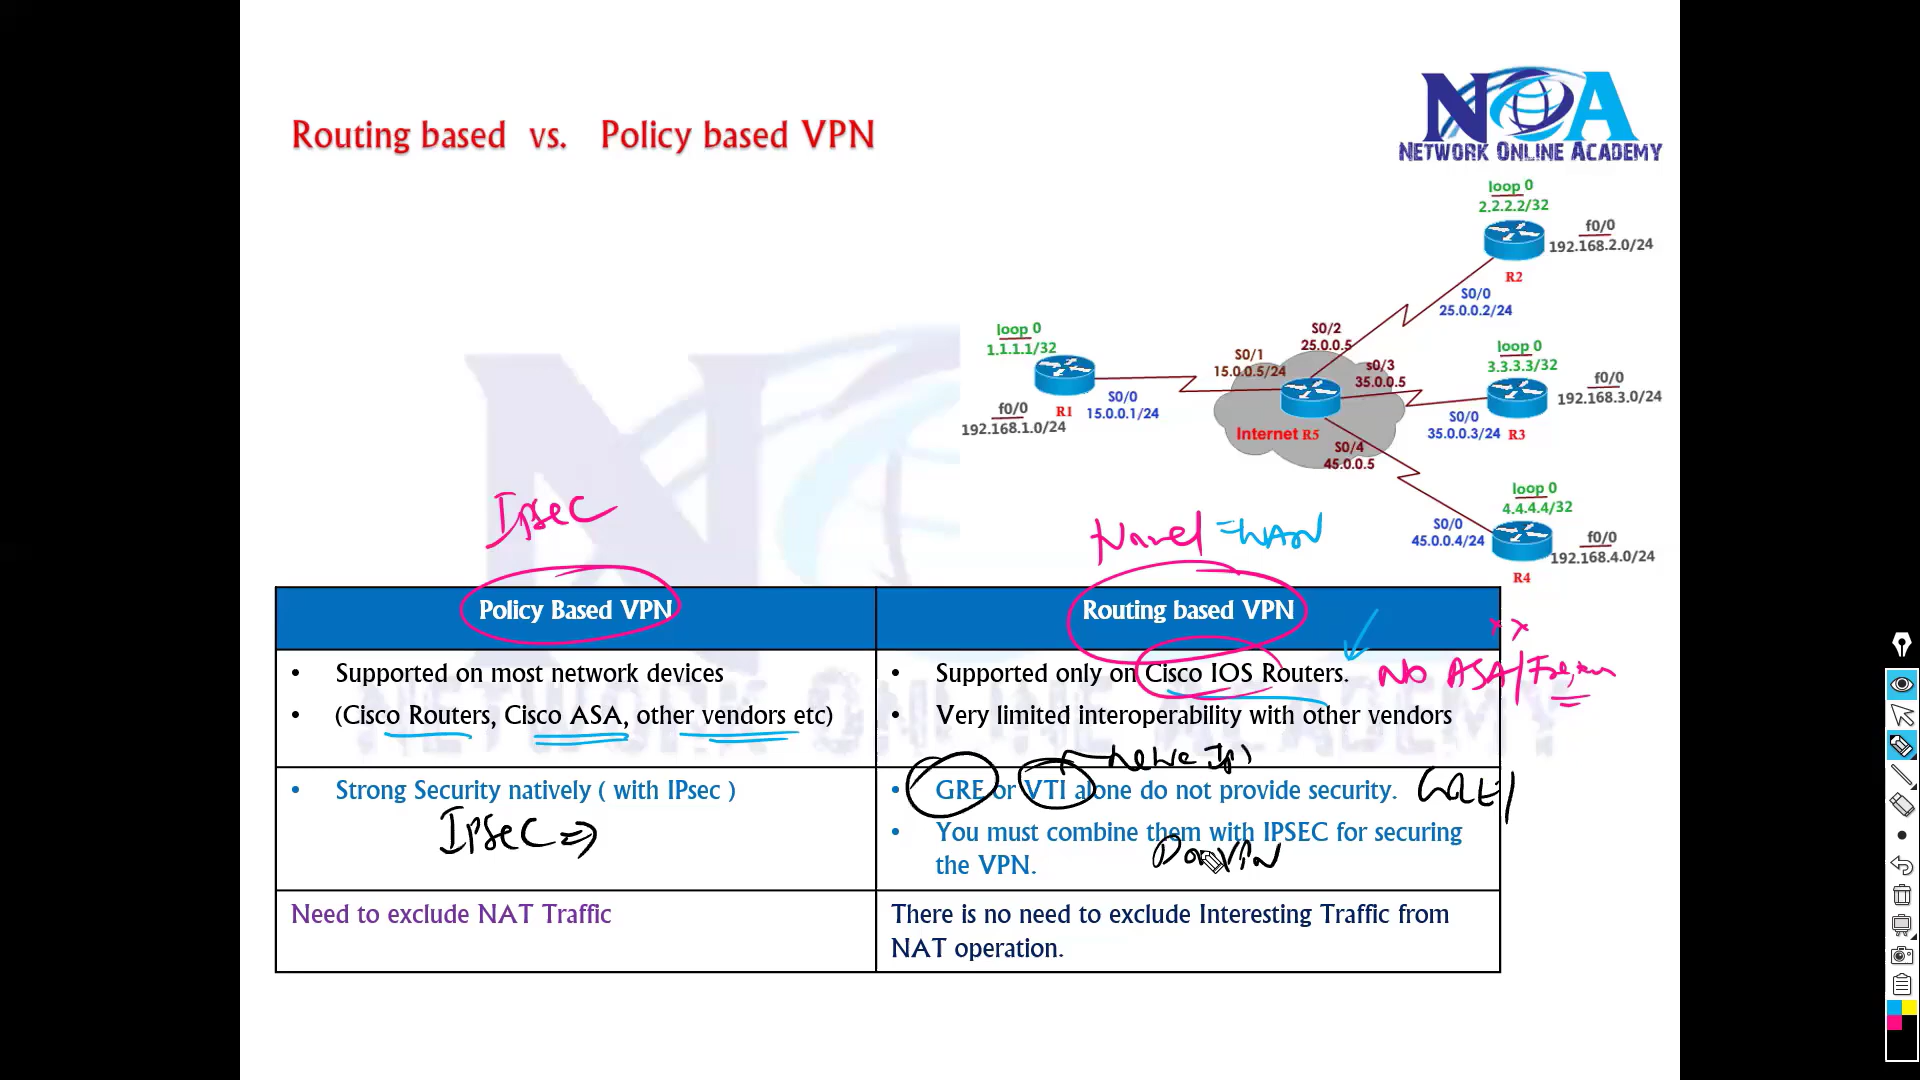 NOA
NETWORK ONLINE ACADEMY
Routing based vs. Policy based VPN
loop 0
2.2.2.2/32
f0/0
192.168.2.0/24
R2
S0/0
25.0.0.2/24
loop 0
1.1.1.1/32
S0/2
25.0.0.5
S0/1
15.0.0.5/24
s0/3
35.0.0.5
loop 0
3.3.3.3/32
f0/0
192.168.3.0/24
f0/0
192.168.1.0/24
R1
S0/0
15.0.0.1/24
S0/0
35.0.0.3/24
R3
Internet R5
S0/4
45.0.0.5
loop 0
4.4.4.4/32
S0/0
45.0.0.4/24
f0/0
192.168.4.0/24
R4
IPsec
=WAN
Policy Based VPN
Routing based VPN
• Supported on most network devices
• (Cisco Routers, Cisco ASA, other vendors etc)
• Supported only on Cisco IOS Routers.
NO ASA/
• Very limited interoperability with other vendors
• Strong Security natively ( with IPsec )
IPsec =>
• GRE or VTI alone do not provide security.
• You must combine them with IPSEC for securing
the VPN.
Need to exclude NAT Traffic
There is no need to exclude Interesting Traffic from
NAT operation.
NETWORK ONLINE ACADEMY